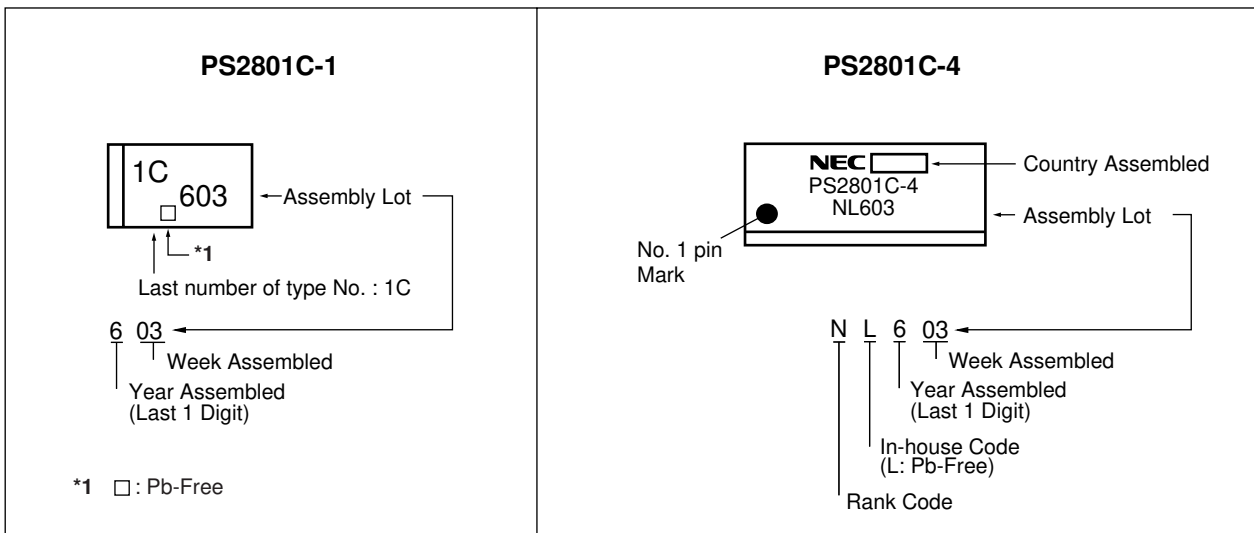 PS2801C-1
1C
603
Assembly Lot
*1
Last number of type No. : 1C
6 03
Week Assembled
Year Assembled
(Last 1 Digit)
*1 □ : Pb-Free
PS2801C-4
NEC
Country Assembled
PS2801C-4
NL603
Assembly Lot
No. 1 pin
Mark
N L 6 03
Week Assembled
Year Assembled
(Last 1 Digit)
In-house Code
(L: Pb-Free)
Rank Code